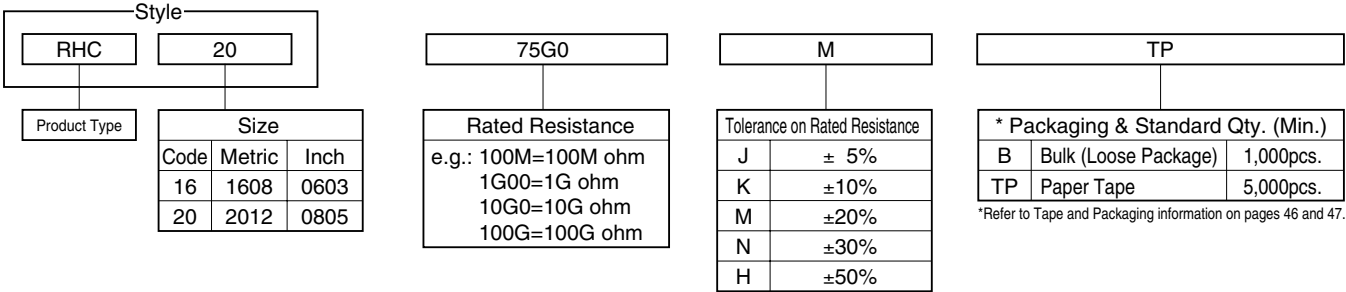 Style
RHC 20 75G0 M TP
Product Type
Size
Code Metric Inch
16 1608 0603
20 2012 0805
Rated Resistance
e.g.: 100M=100M ohm
1G00=1G ohm
10G0=10G ohm
100G=100G ohm
Tolerance on Rated Resistance
J ± 5%
K ±10%
M ±20%
N ±30%
H ±50%
* Packaging & Standard Qty. (Min.)
B Bulk (Loose Package) 1,000pcs.
TP Paper Tape 5,000pcs.
*Refer to Tape and Packaging information on pages 46 and 47.